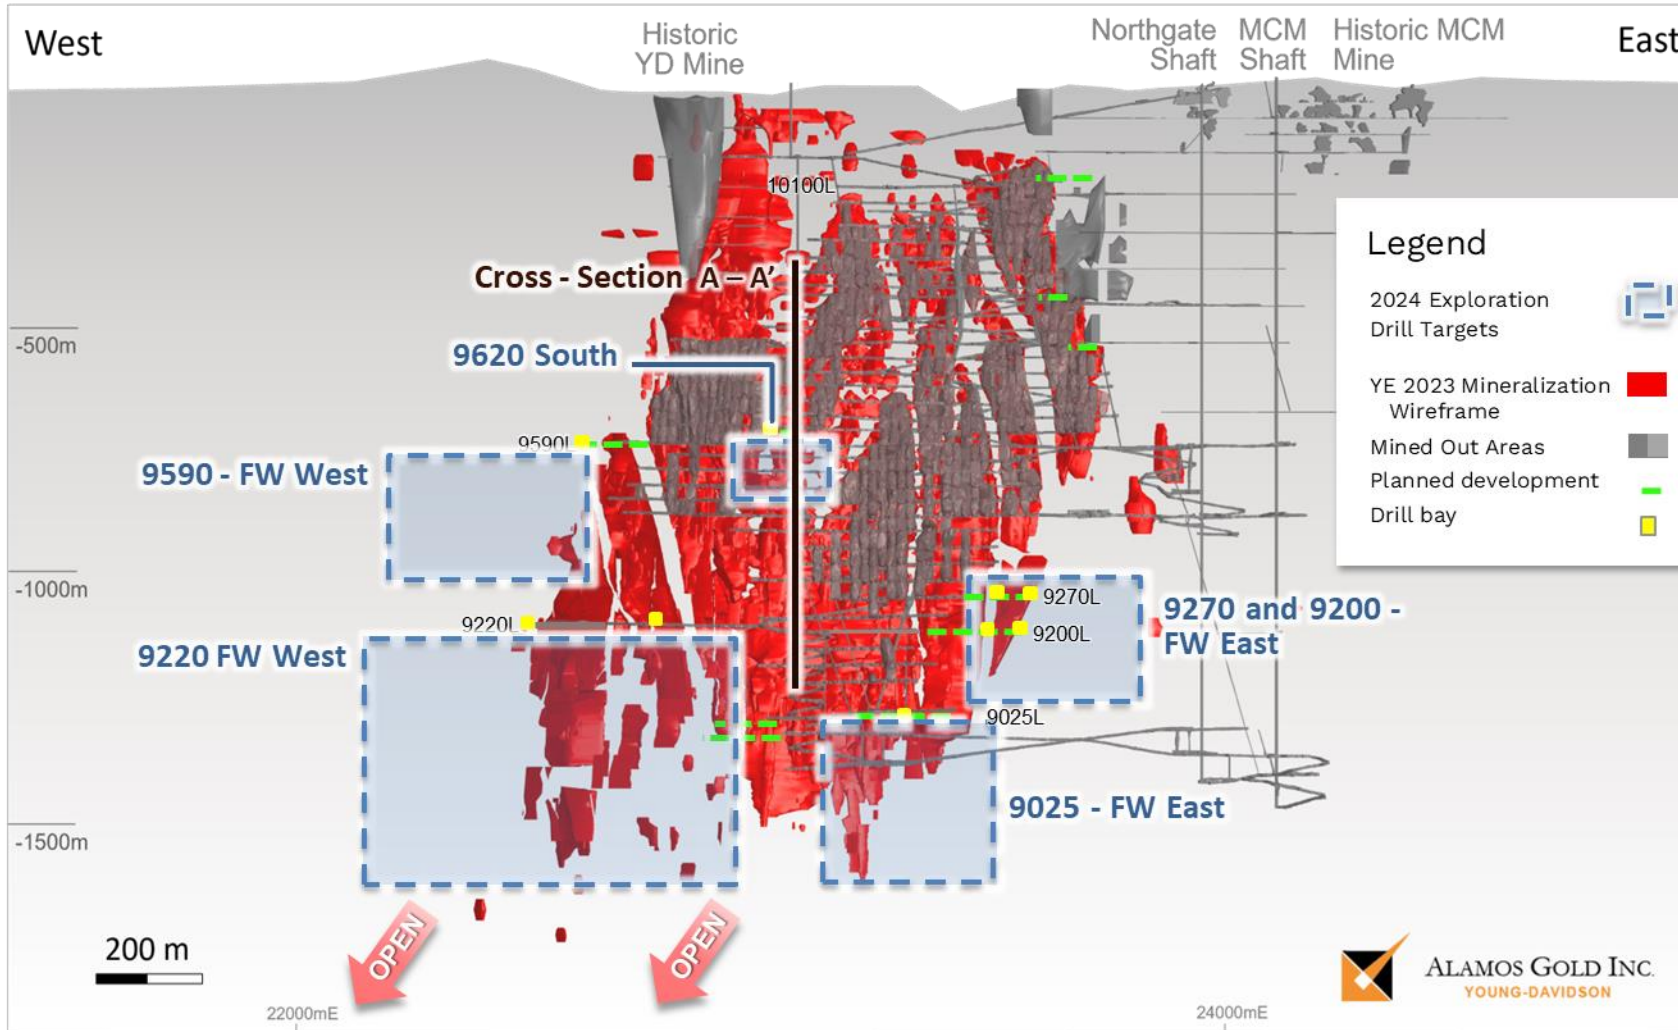 West
Historic
YD Mine
Northgate
Shaft
MCM
Shaft
Historic MCM
Mine
East
10100L
Cross - Section A – A’
-500m
9620 South
9590L
9590 - FW West
-1000m
9220L
9220 FW West
9270L
9200L
9270 and 9200 -
FW East
9025L
9025 - FW East
-1500m
Legend
2024 Exploration
Drill Targets
YE 2023 Mineralization
Wireframe
Mined Out Areas
Planned development
Drill bay
OPEN
OPEN
200 m
22000mE
24000mE
ALAMOS GOLD INC.
YOUNG-DAVIDSON